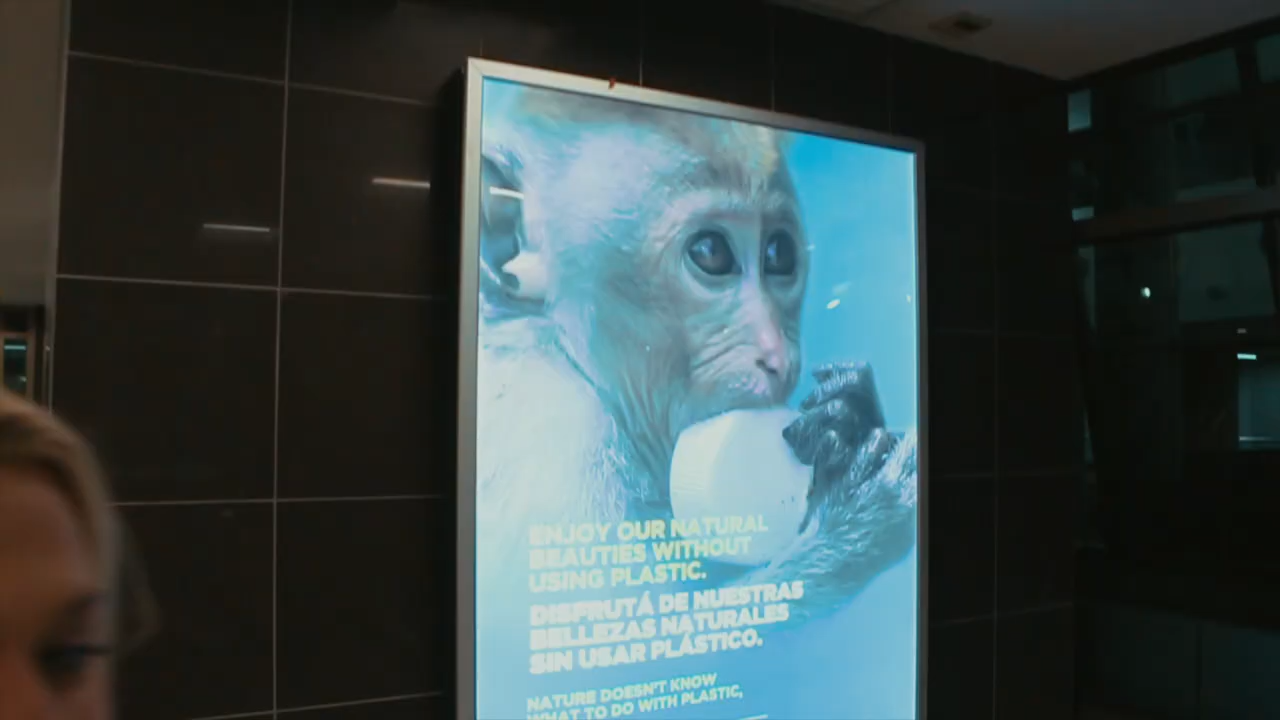 ENJOY OUR NATURAL
BEAUTIES WITHOUT
USING PLASTIC.
DISFRUTÁ DE NUESTRAS
BELLEZAS NATURALES
SIN USAR PLÁSTICO.
NATURE DOESN'T KNOW
WHAT TO DO WITH PLASTIC,